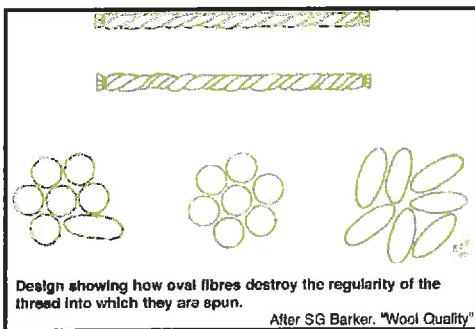 Design showing how oval fibres destroy the regularity of the
thread into which they are spun.
After SG Barker. "Wool Quality"